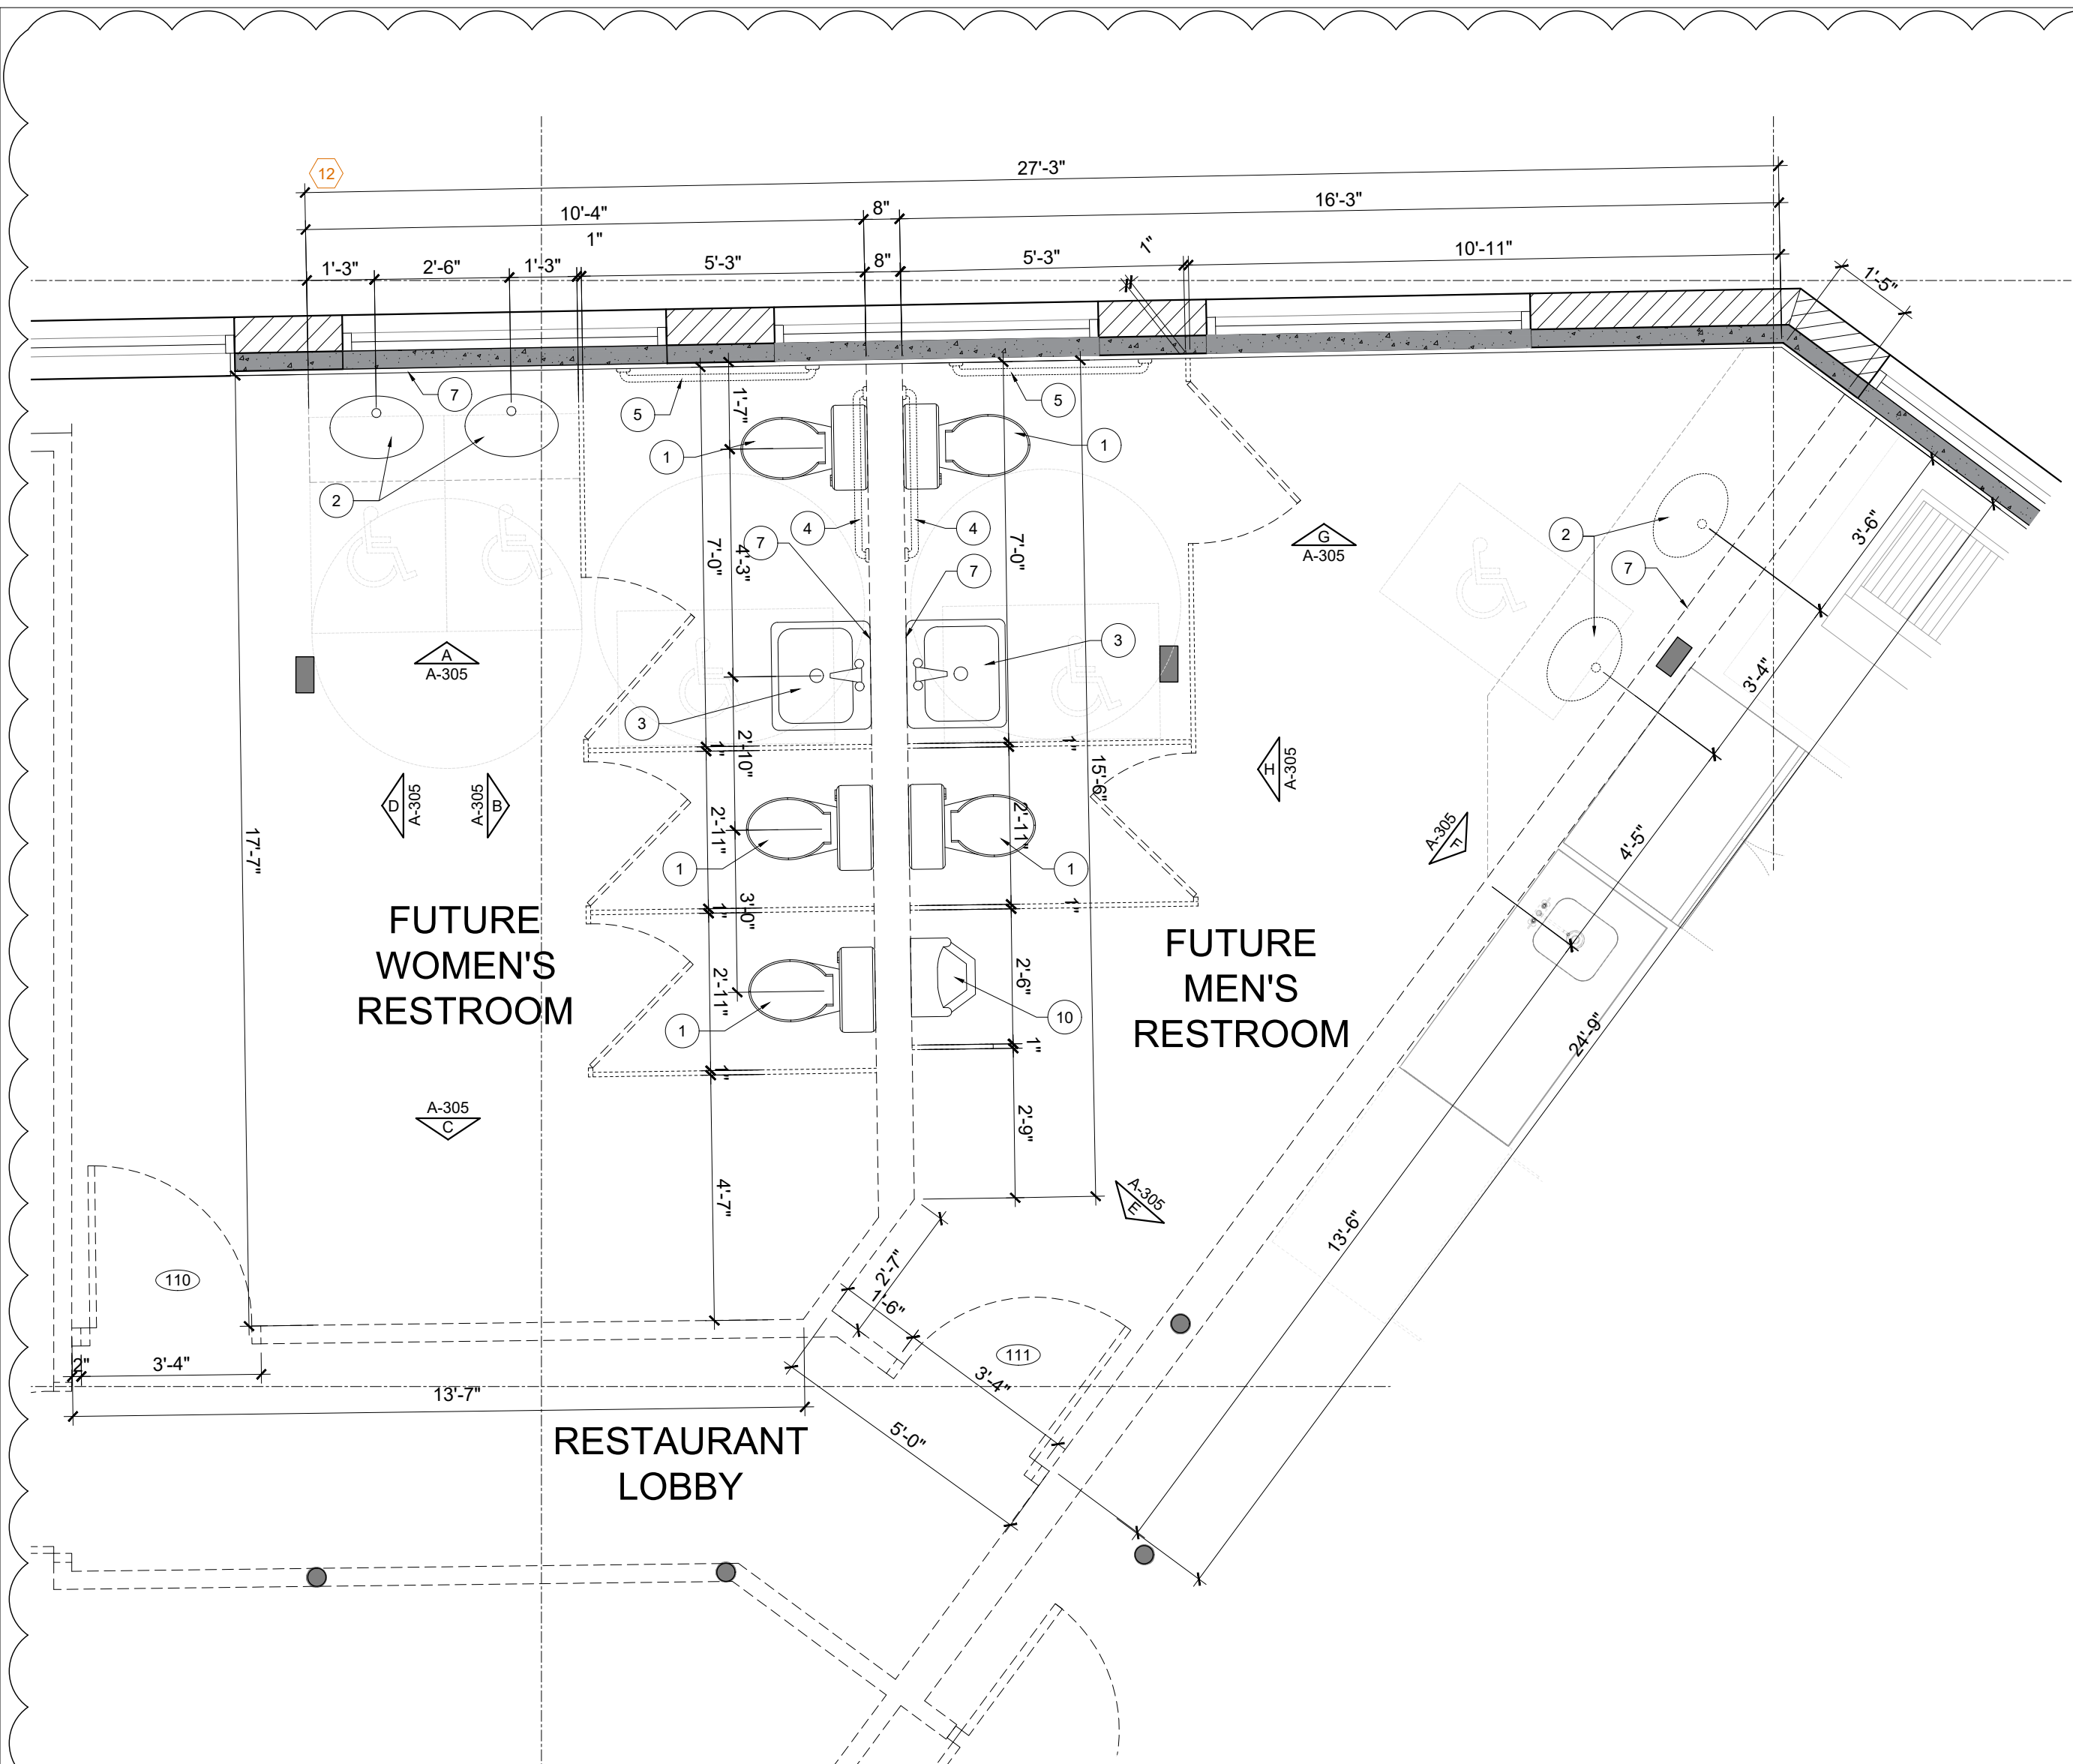 12
27'-3"
10'-4"
8"
16'-3"
1"
1'-3"
2'-6"
1'-3"
5'-3"
8"
5'-3"
1"
10'-11"
1'-5"
7
5
5
1'-7"
1
1
2
4
4
7
7
7'-0"
4'-3"
7'-0"
2
7
G
A-305
3'-6"
A
A-305
3
3
3'-4"
1"
2'-10"
1"
15'-6"
D
A-305
A-305
B
H
A-305
17'-7"
2'-11"
2'-11"
1
1
A-305
F
4'-5"
FUTURE
WOMEN'S
RESTROOM
1"
3'-0"
1"
FUTURE
MEN'S
RESTROOM
2'-11"
2'-6"
1
10
1"
1"
24'-9"
A-305
C
2'-9"
4'-7"
A-305
E
13'-6"
110
2'-7"
1'-6"
111
2"
3'-4"
3'-4"
13'-7"
5'-0"
RESTAURANT
LOBBY